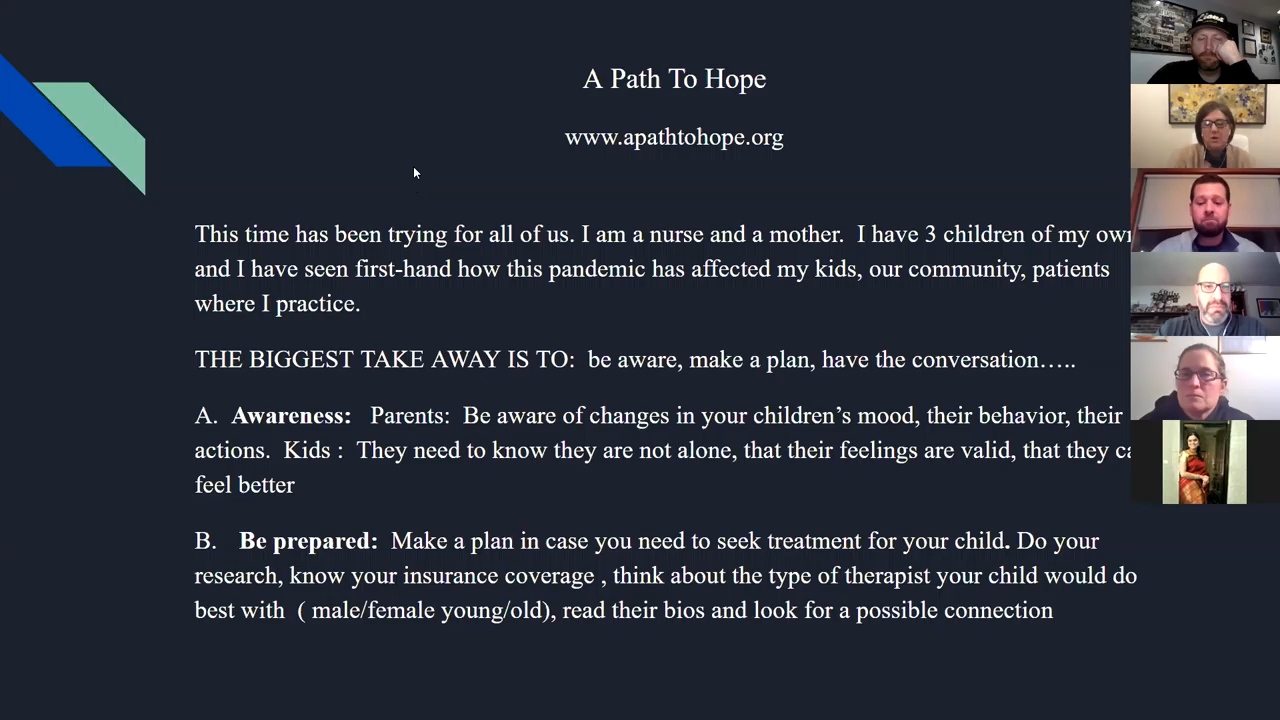 A Path To Hope
www.apathtohope.org
This time has been trying for all of us. I am a nurse and a mother.  I have 3 children of my own
and I have seen first-hand how this pandemic has affected my kids, our community, patients
where I practice.
THE BIGGEST TAKE AWAY IS TO:  be aware, make a plan, have the conversation…..
A.  Awareness:   Parents:  Be aware of changes in your children’s mood, their behavior, their
actions.  Kids :  They need to know they are not alone, that their feelings are valid, that they
feel better
B.   Be prepared:  Make a plan in case you need to seek treatment for your child. Do your
research, know your insurance coverage , think about the type of therapist your child would do
best with  ( male/female young/old), read their bios and look for a possible connection
Lions